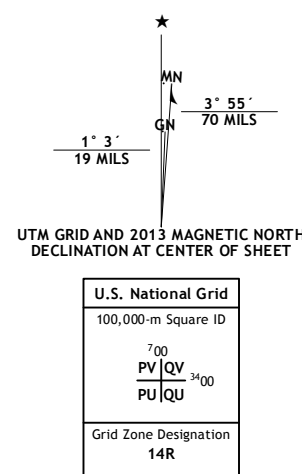 ★
MN
3° 55´
70 MILS
GN
1° 3´
19 MILS
UTM GRID AND 2013 MAGNETIC NORTH
DECLINATION AT CENTER OF SHEET
U.S. National Grid
100,000-m Square ID
⁷00
PV QV
³⁴00
PU QU
Grid Zone Designation
14R